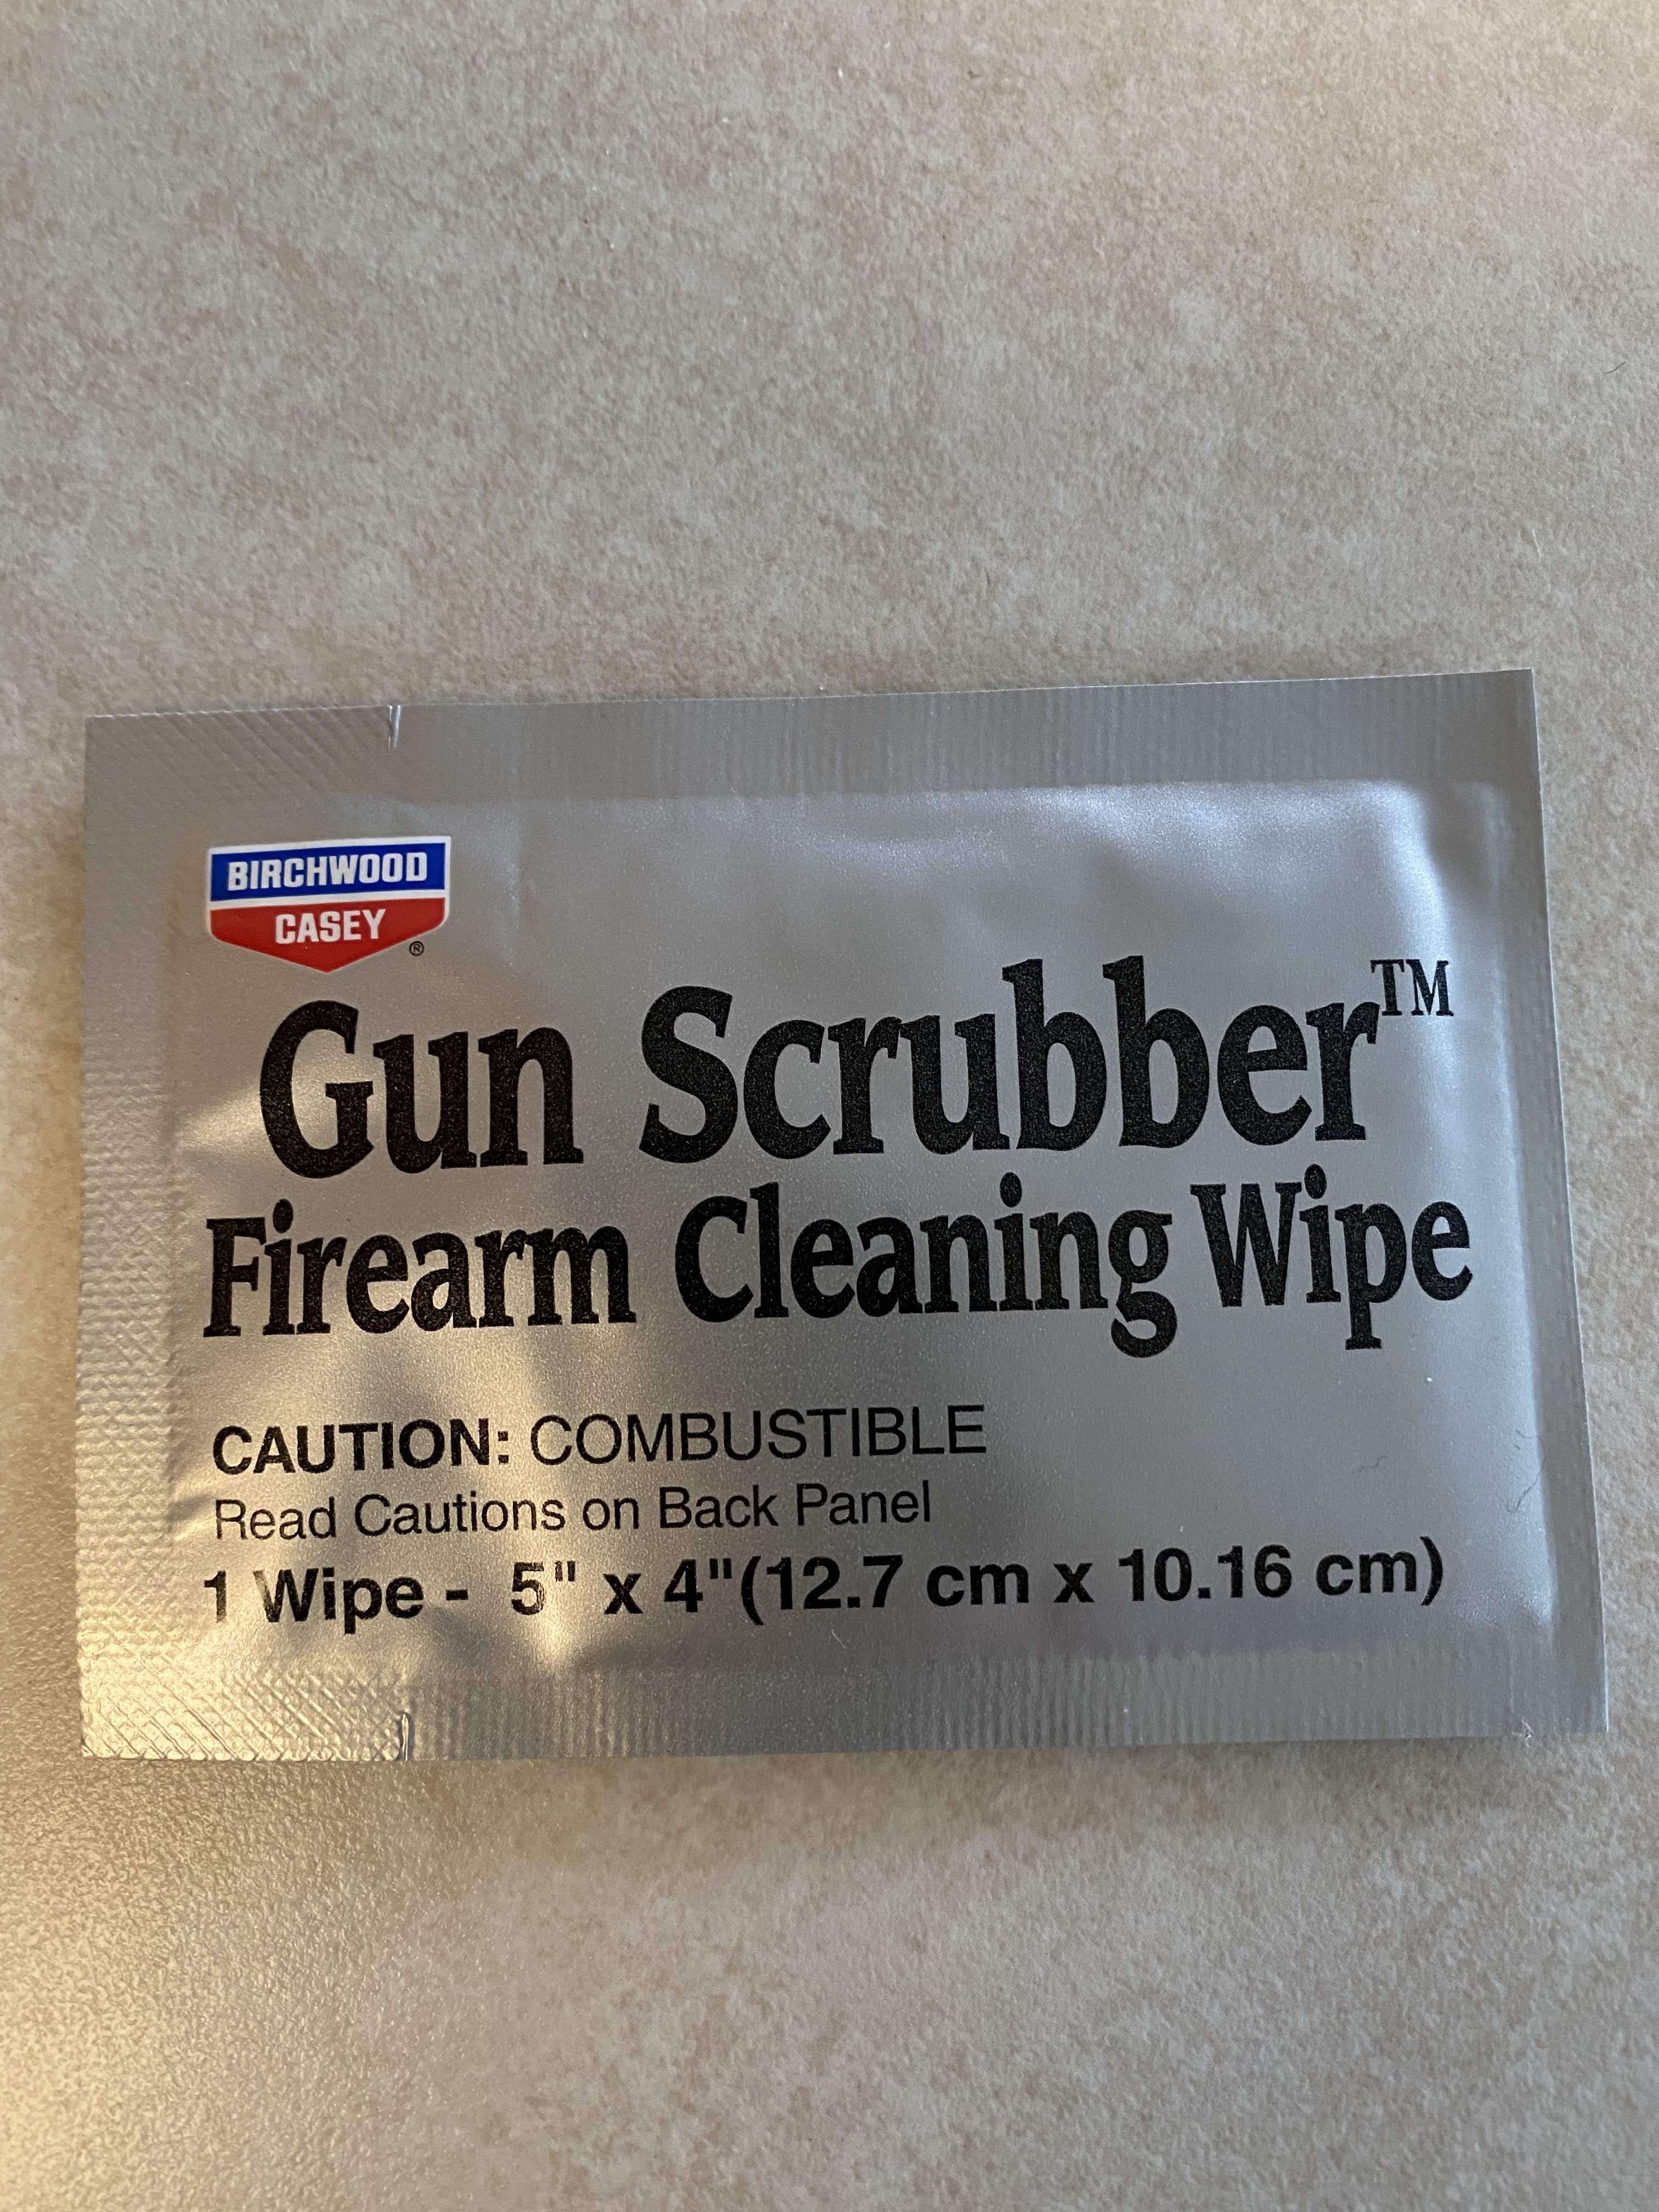 BIRCHWOOD
CASEY
®
Gun Scrubber™
Firearm Cleaning Wipe
CAUTION: COMBUSTIBLE
Read Cautions on Back Panel
1 Wipe - 5" x 4"(12.7 cm x 10.16 cm)